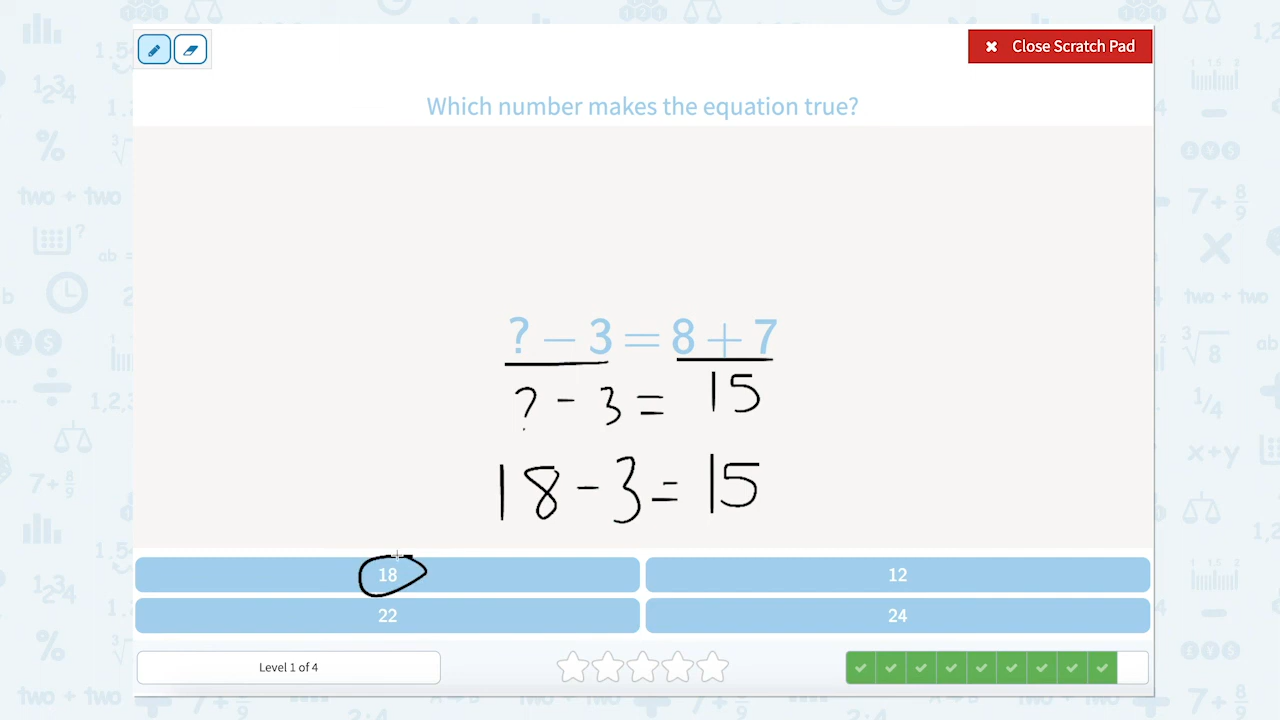 Close Scratch Pad
Which number makes the equation true?
? − 3 = 8 + 7
? - 3 = 15
18 - 3 = 15
18
12
22
24
Level 1 of 4